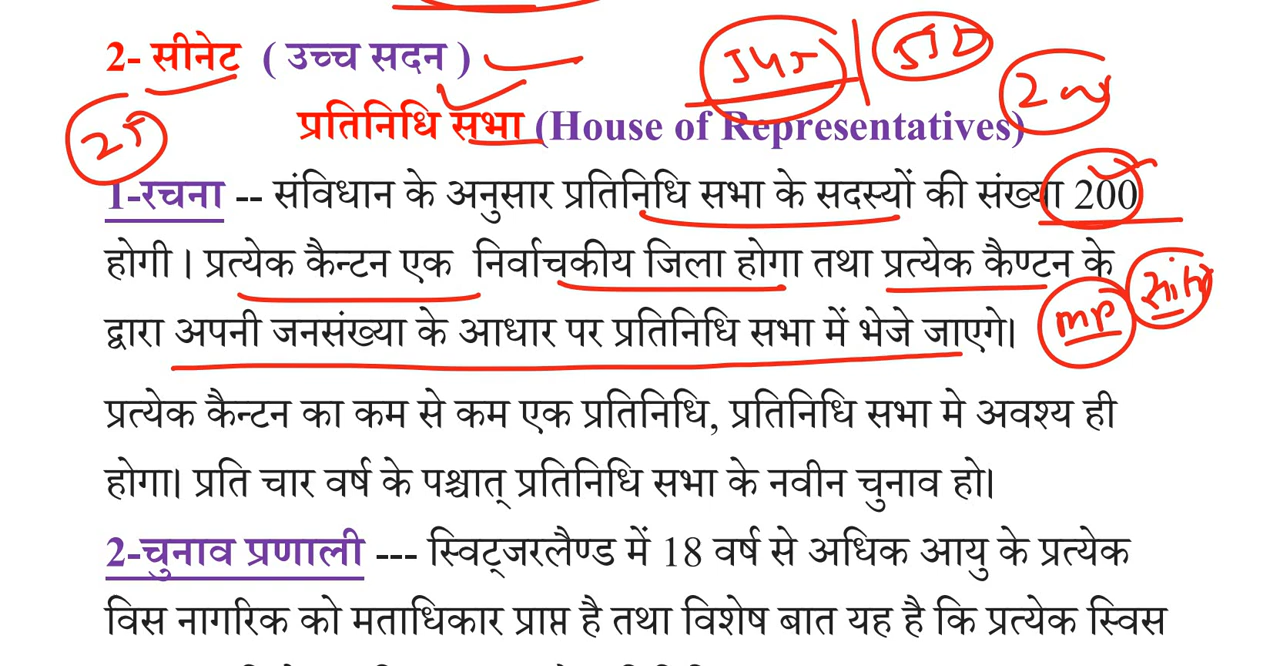 2- सीनेट ( उच्च सदन )
545
25
प्रतिनिधि सभा (House of Representatives)
1-रचना -- संविधान के अनुसार प्रतिनिधि सभा के सदस्यों की संख्या 200
होगी। प्रत्येक कैन्टन एक निर्वाचकीय जिला होगा तथा प्रत्येक कैण्टन के
द्वारा अपनी जनसंख्या के आधार पर प्रतिनिधि सभा में भेजे जाएगे।
MP
प्रत्येक कैन्टन का कम से कम एक प्रतिनिधि, प्रतिनिधि सभा मे अवश्य ही
होगा। प्रति चार वर्ष के पश्चात् प्रतिनिधि सभा के नवीन चुनाव हो।
2-चुनाव प्रणाली --- स्विट्जरलैण्ड में 18 वर्ष से अधिक आयु के प्रत्येक
विस नागरिक को मताधिकार प्राप्त है तथा विशेष बात यह है कि प्रत्येक स्विस